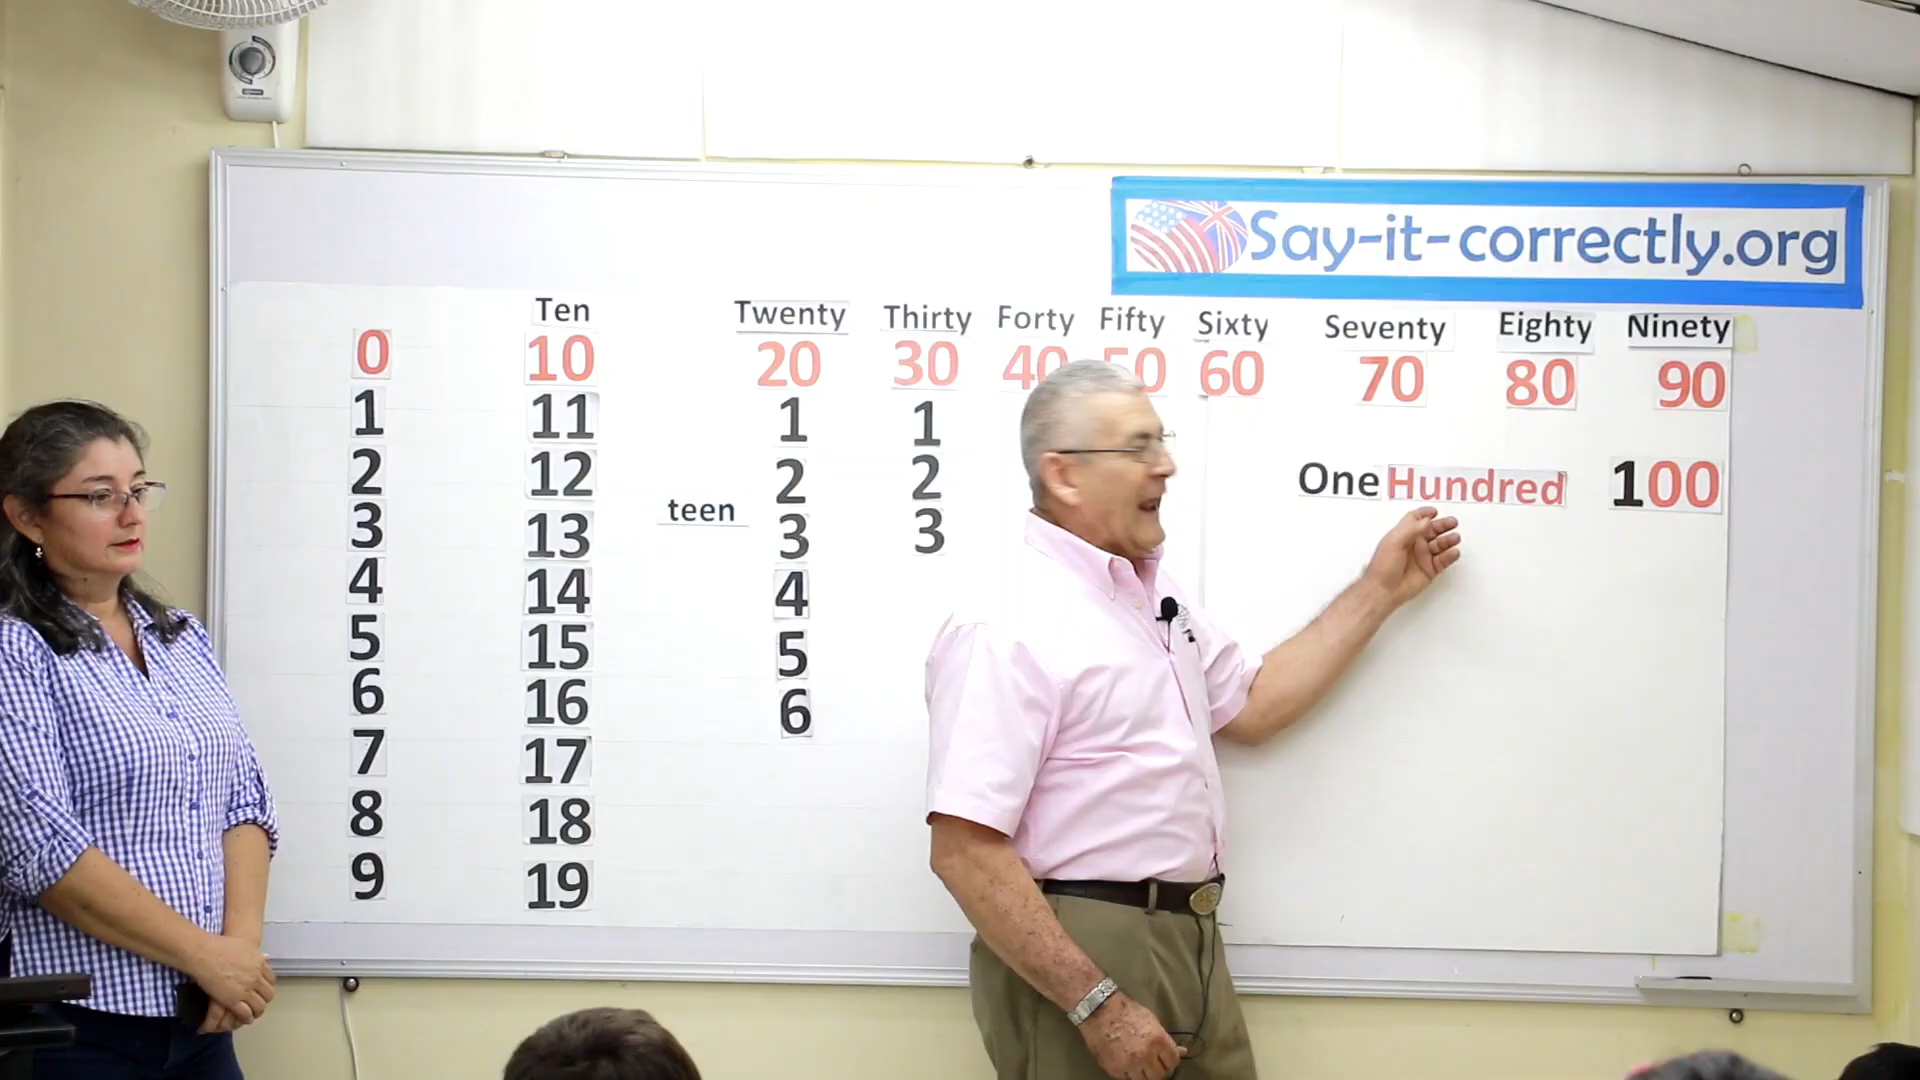 Say-it-correctly.org
Ten Twenty Thirty Forty Fifty Sixty Seventy Eighty Ninety
0 10 20 30 40 50 60 70 80 90
1 11 1 1
2 12 2 2
One Hundred 100
teen
3 13 3 3
4 14 4
5 15 5
6 16 6
7 17
8 18
9 19